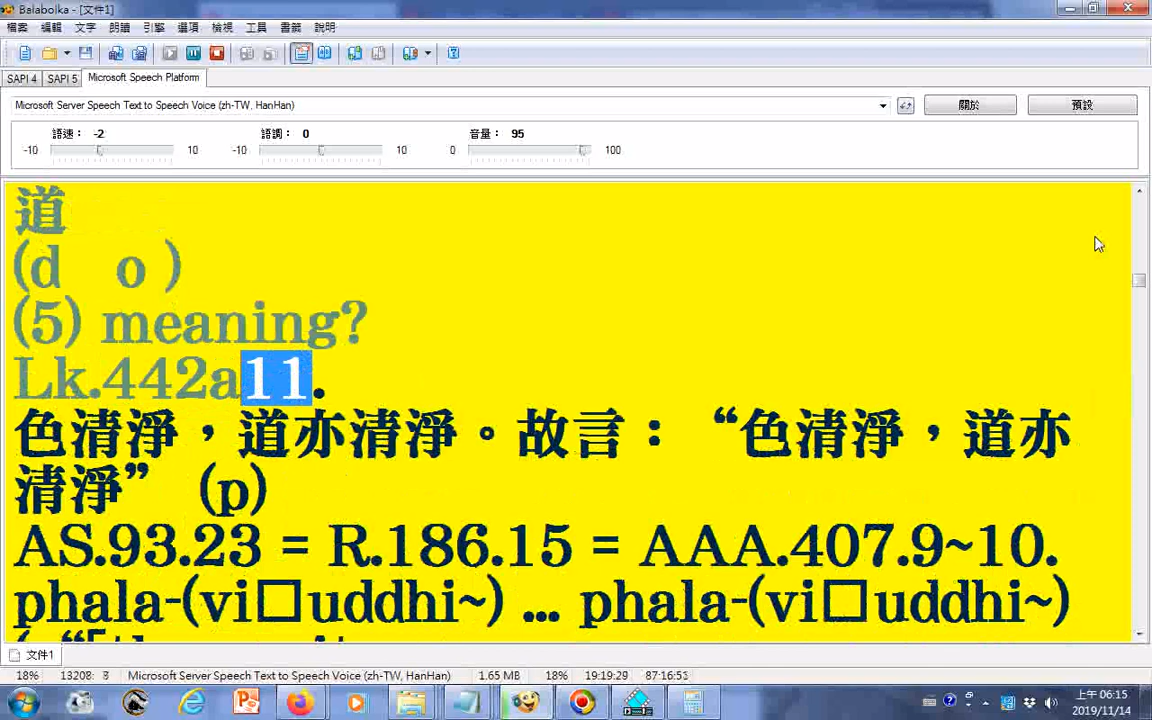 Balabolka - [文件1]
檔案 編輯 文字 朗讀 引擎 選項 檢視 工具 書籤 說明
SAPI 4 SAPI 5 Microsoft Speech Platform
Microsoft Server Speech Text to Speech Voice (zh-TW, HanHan) 關於 預設
語速： -2 語調： 0 音量： 95
-10 10 -10 10 0 100
道
(d o )
(5) meaning?
Lk.442a11.
色清淨，道亦清淨。故言：“色清淨，道亦
清淨” (p)
AS.93.23 = R.186.15 = AAA.407.9~10.
phala-(vi□uddhi~) ... phala-(vi□uddhi~)
文件1
18% 13208: 8 Microsoft Server Speech Text to Speech Voice (zh-TW, HanHan) 1.65 MB 18% 19:19:29 87:16:53
上午 06:15
2019/11/14